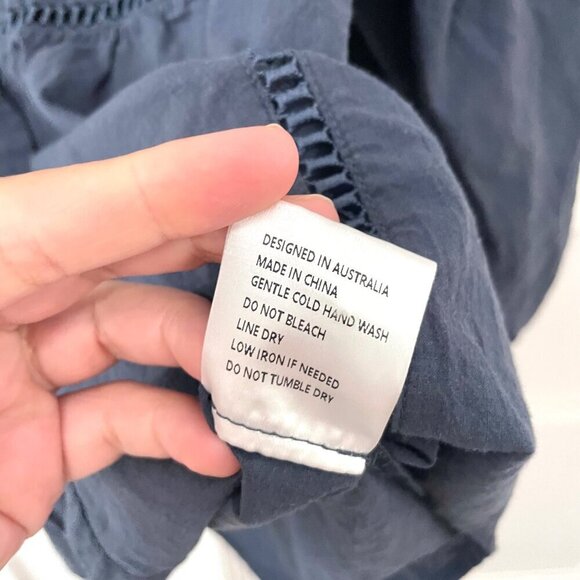 DESIGNED IN AUSTRALIA
MADE IN CHINA
GENTLE COLD HAND WASH
DO NOT BLEACH
LINE DRY
LOW IRON IF NEEDED
DO NOT TUMBLE DRY